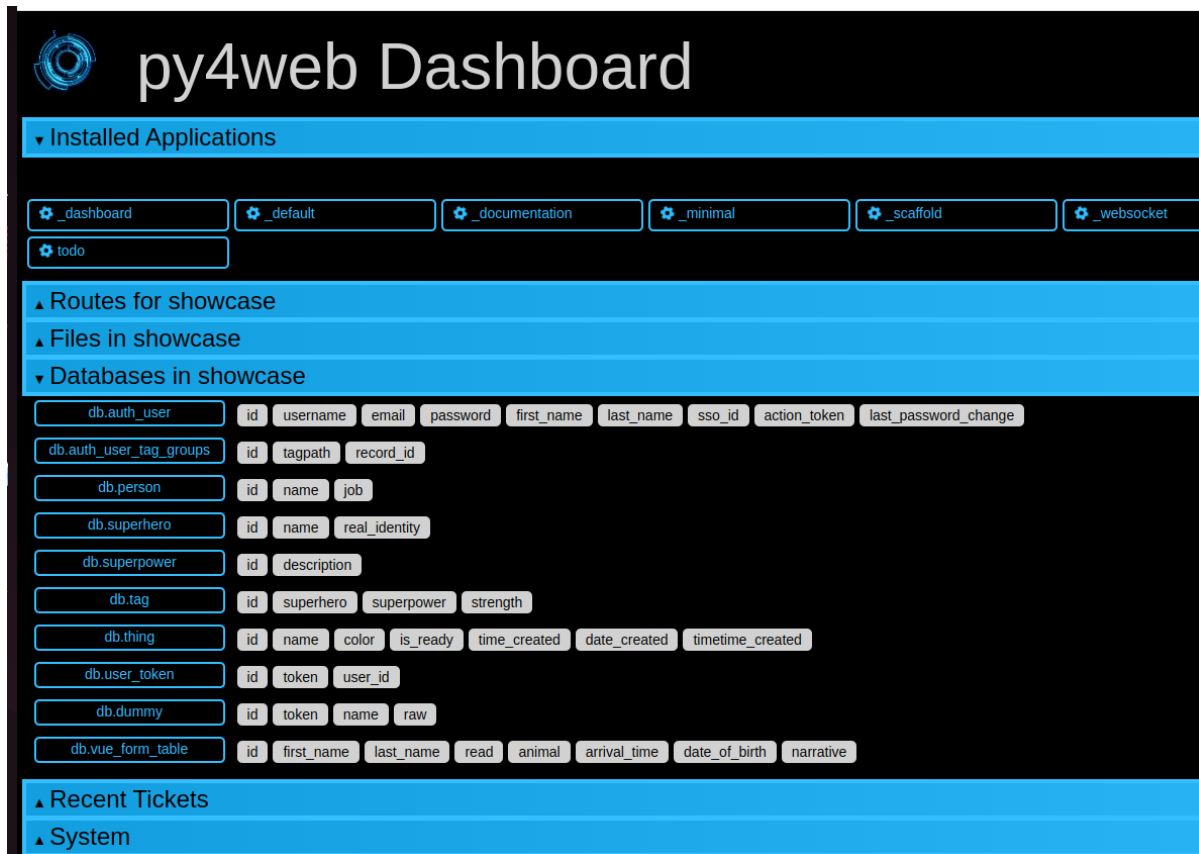 py4web Dashboard
▼ Installed Applications
_dashboard _default _documentation _minimal _scaffold _websocket
todo
▲ Routes for showcase
▲ Files in showcase
▼ Databases in showcase
db.auth_user id username email password first_name last_name sso_id action_token last_password_change
db.auth_user_tag_groups id tagpath record_id
db.person id name job
db.superhero id name real_identity
db.superpower id description
db.tag id superhero superpower strength
db.thing id name color is_ready time_created date_created timetime_created
db.user_token id token user_id
db.dummy id token name raw
db.vue_form_table id first_name last_name read animal arrival_time date_of_birth narrative
▲ Recent Tickets
▲ System